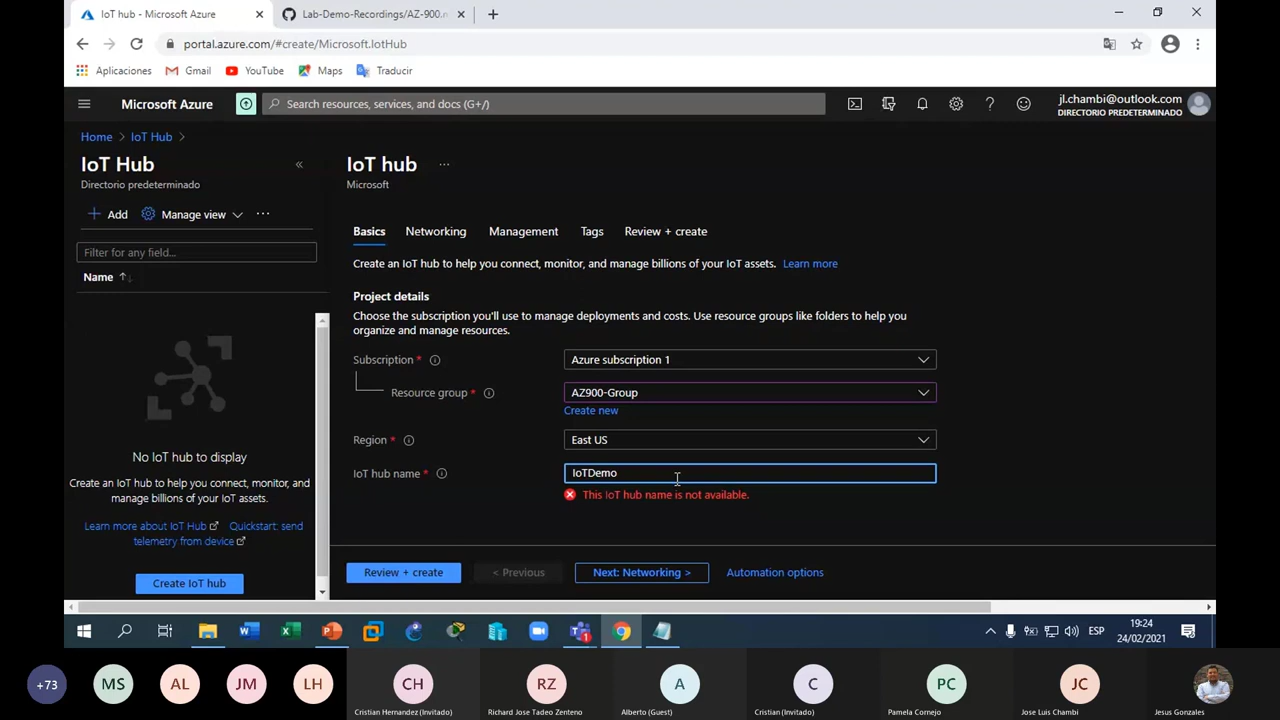 IoT hub - Microsoft Azure
Lab-Demo-Recordings/AZ-900.m
portal.azure.com/#create/Microsoft.IotHub
Aplicaciones
Gmail
YouTube
Maps
Traducir
Microsoft Azure
Search resources, services, and docs (G+/)
jl.chambi@outlook.com
DIRECTORIO PREDETERMINADO
Home > IoT Hub >
IoT Hub
Directorio predeterminado
Add
Manage view
Filter for any field...
Name
No IoT hub to display
Create an IoT hub to help you connect, monitor, and manage billions of your IoT assets.
Learn more about IoT Hub
Quickstart: send telemetry from device
Create IoT hub
IoT hub
Microsoft
Basics
Networking
Management
Tags
Review + create
Create an IoT hub to help you connect, monitor, and manage billions of your IoT assets. Learn more
Project details
Choose the subscription you'll use to manage deployments and costs. Use resource groups like folders to help you
organize and manage resources.
Subscription *
Azure subscription 1
Resource group *
AZ900-Group
Create new
Region *
East US
IoT hub name *
IoTDemo
This IoT hub name is not available.
Review + create
< Previous
Next: Networking >
Automation options
ESP
19:24
24/02/2021
+73
MS
AL
JM
LH
CH
Cristian Hernandez (Invitado)
RZ
Richard Jose Tadeo Zenteno
A
Alberto (Guest)
C
Cristian (Invitado)
PC
Pamela Cornejo
JC
Jose Luis Chambi
Jesus Gonzales